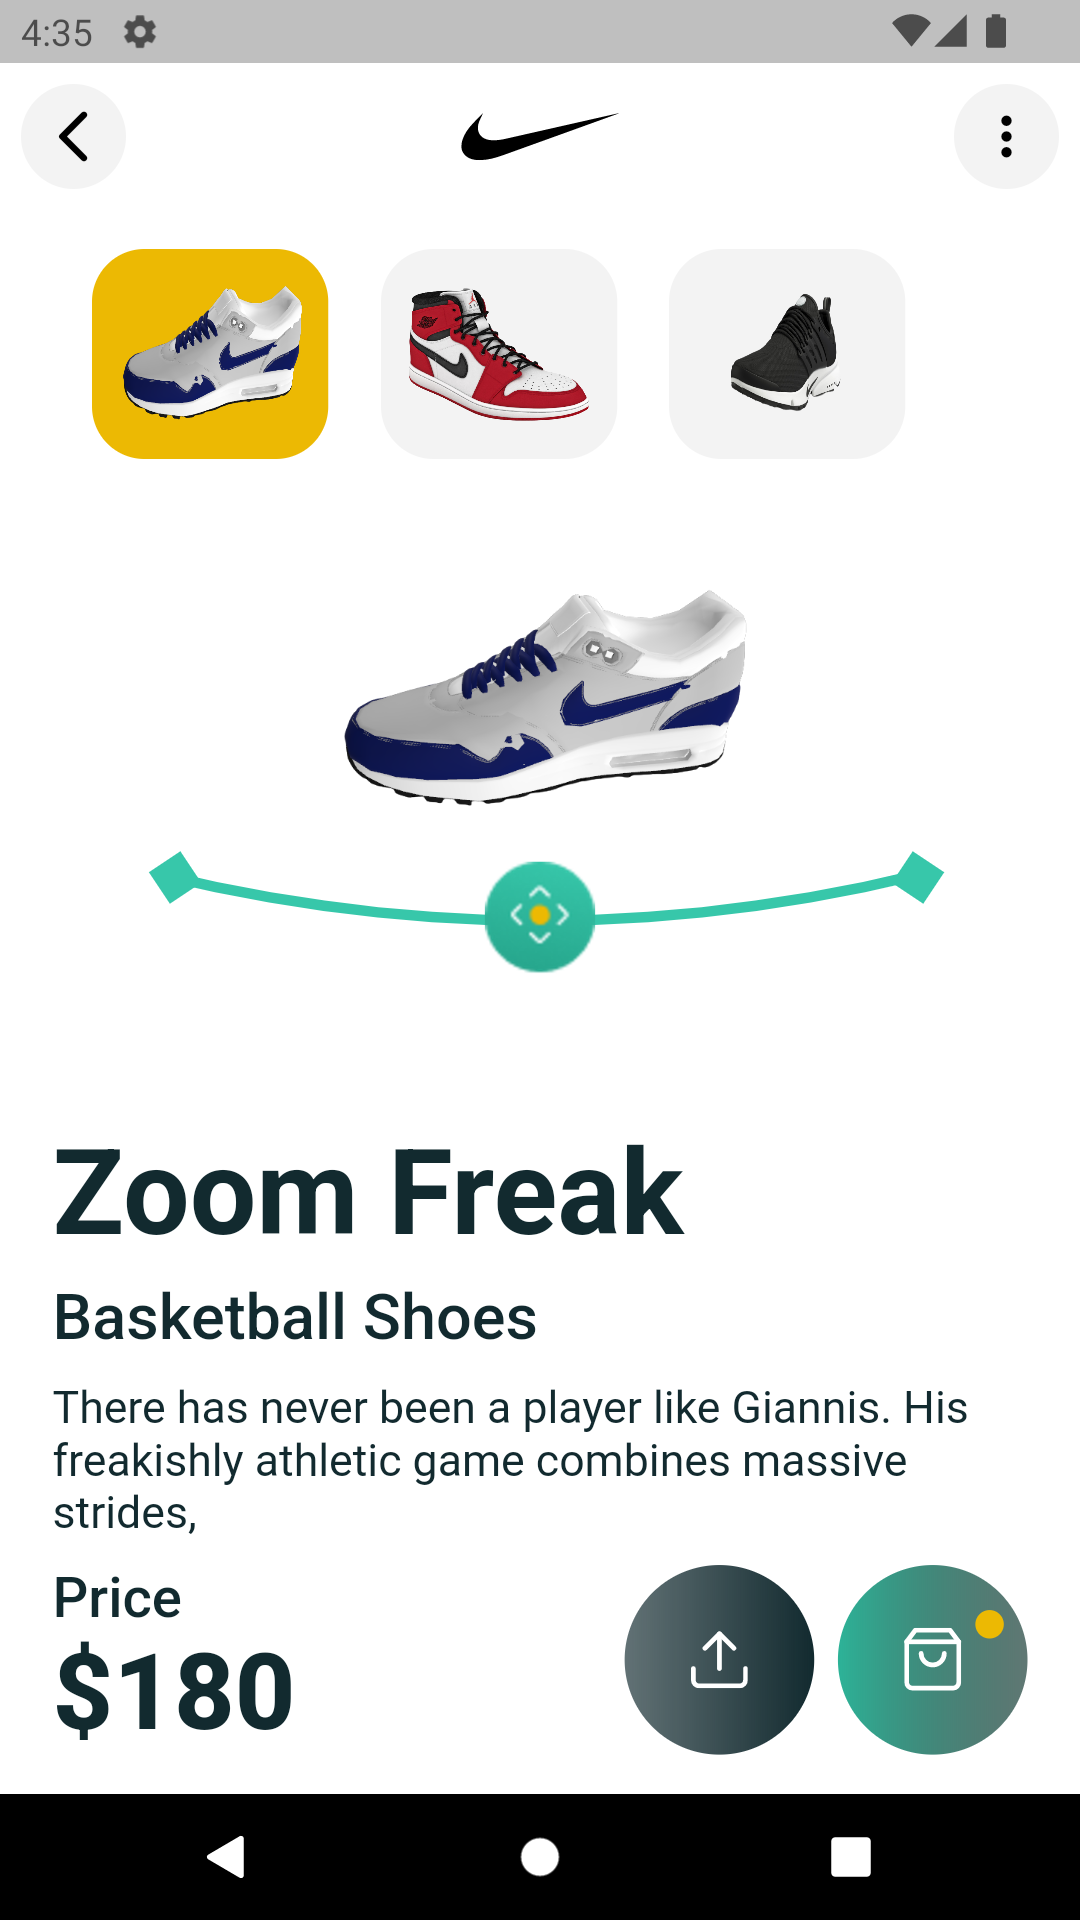 4:35
Zoom Freak
Basketball Shoes
There has never been a player like Giannis. His
freakishly athletic game combines massive
strides,
Price
$180